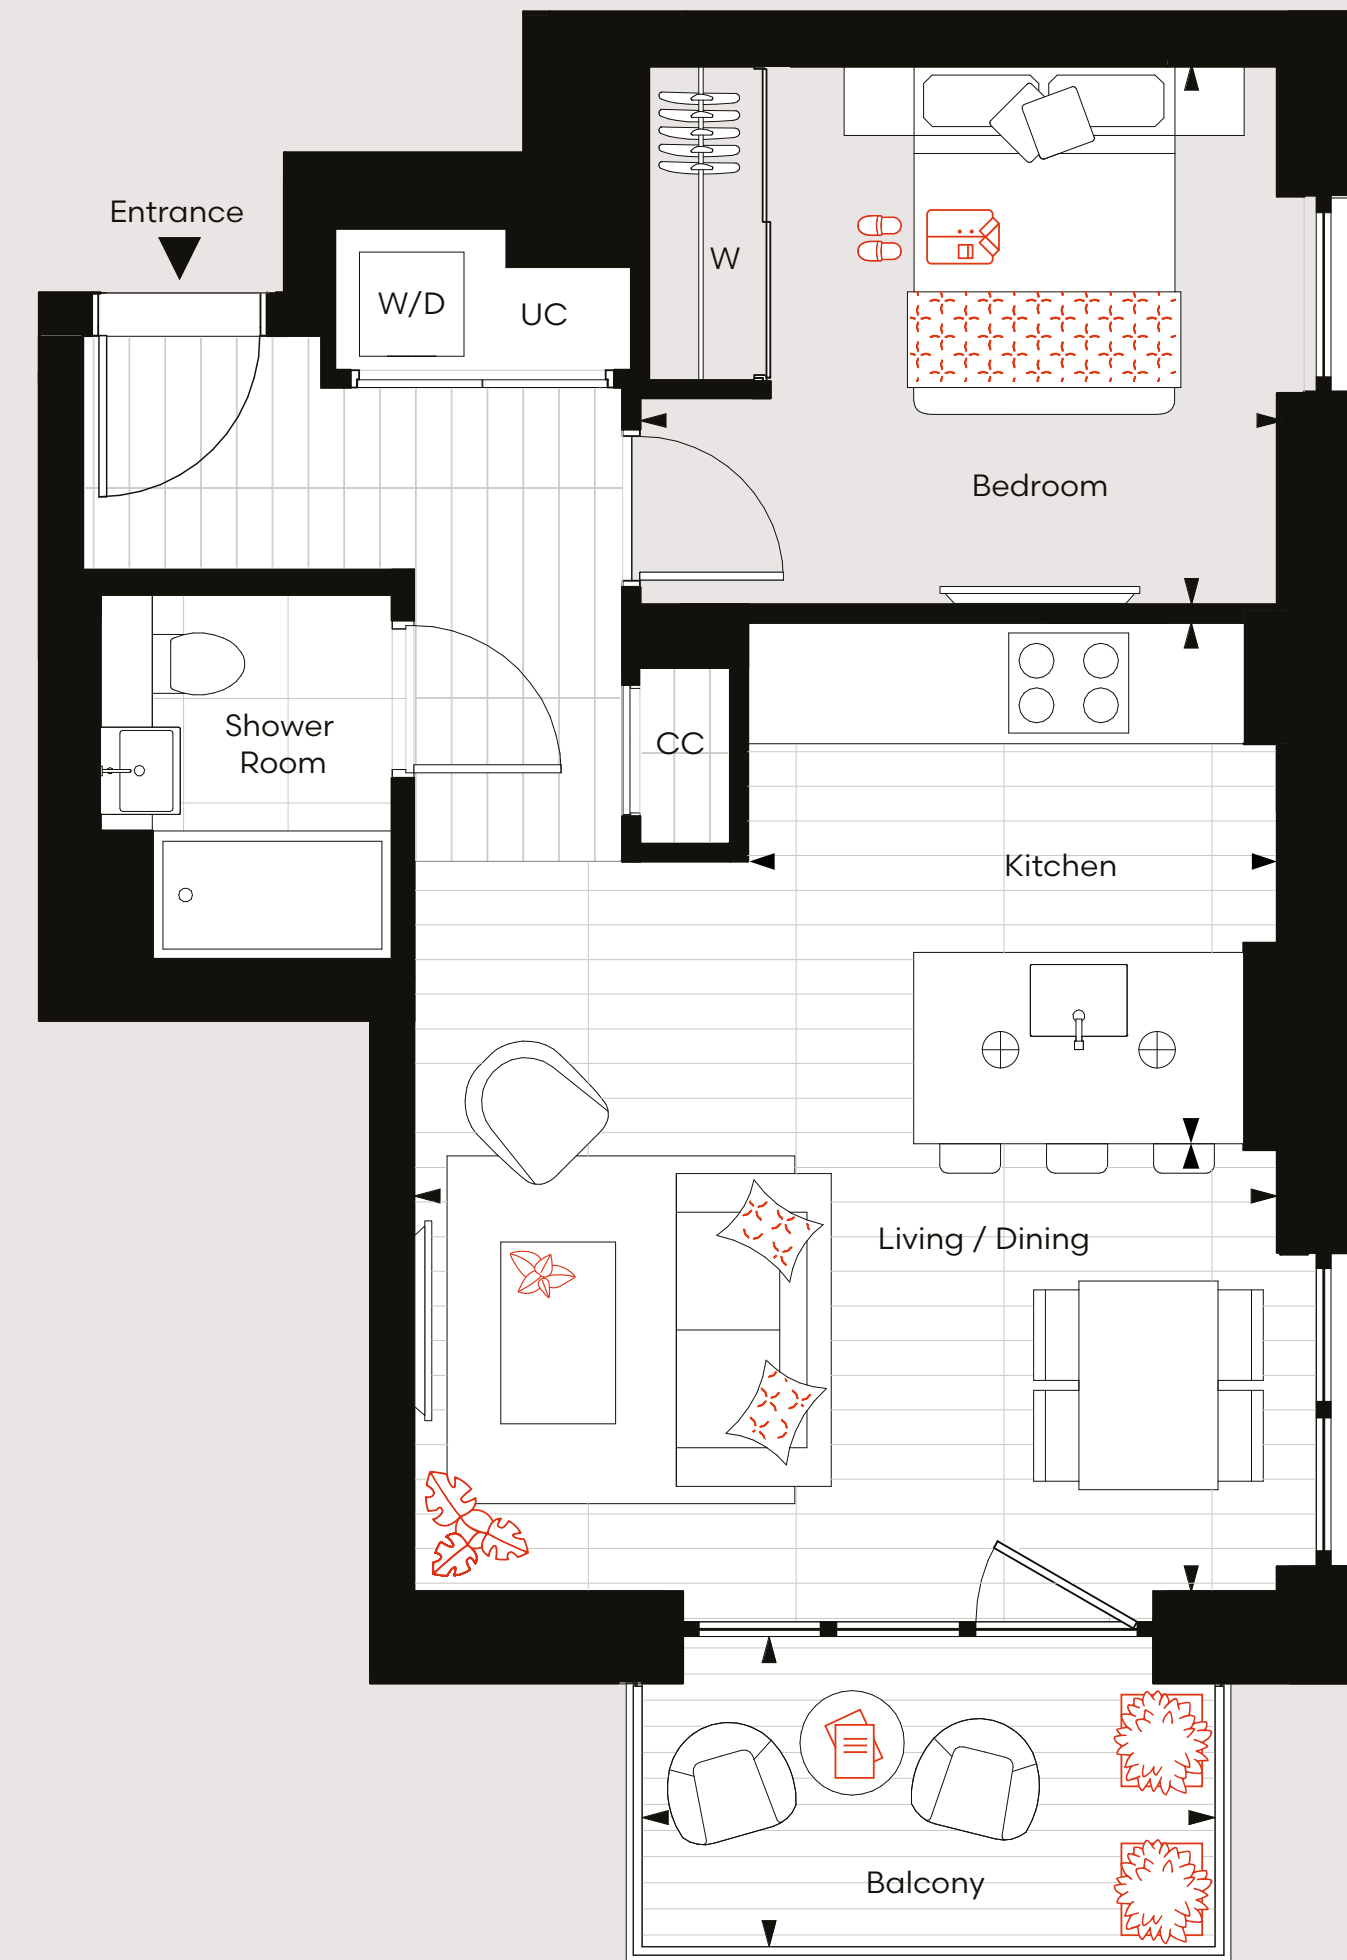 Entrance
W/D
UC
W
Bedroom
Shower
Room
CC
Kitchen
Living / Dining
Balcony